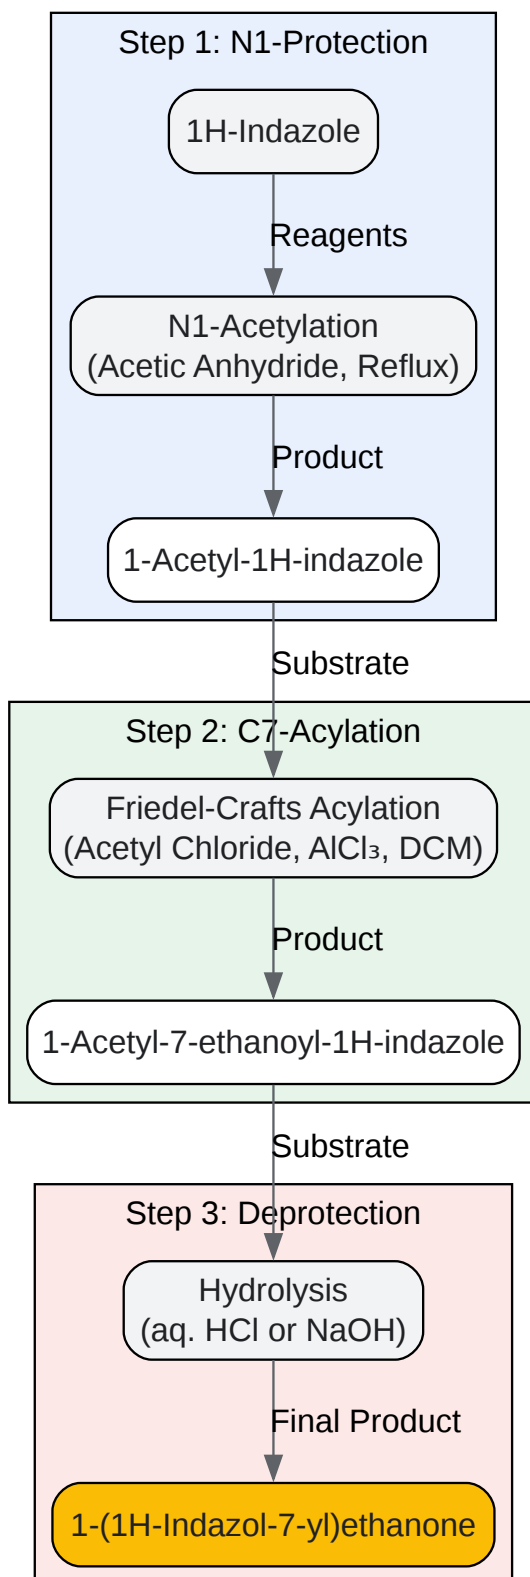 Step 1: N1-Protection
1H-Indazole
Reagents
N1-Acetylation
(Acetic Anhydride, Reflux)
Product
1-Acetyl-1H-indazole
Substrate
Step 2: C7-Acylation
Friedel-Crafts Acylation
(Acetyl Chloride, AlCl₃, DCM)
Product
1-Acetyl-7-ethanoyl-1H-indazole
Substrate
Step 3: Deprotection
Hydrolysis
(aq. HCl or NaOH)
Final Product
1-(1H-Indazol-7-yl)ethanone